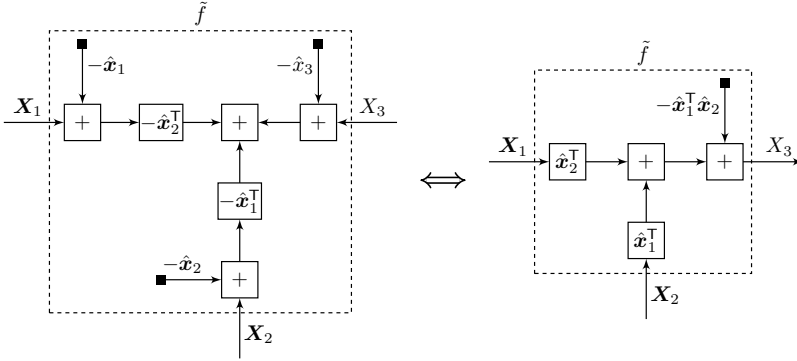 f̃
−x̂₁
−x̂₃
X₁
+
−x̂₂ᵀ
+
+
X₃
−x̂₁ᵀ
−x̂₂
+
X₂
⟺
f̃
−x̂₁ᵀx̂₂
X₁
x̂₂ᵀ
+
+
X₃
x̂₁ᵀ
X₂